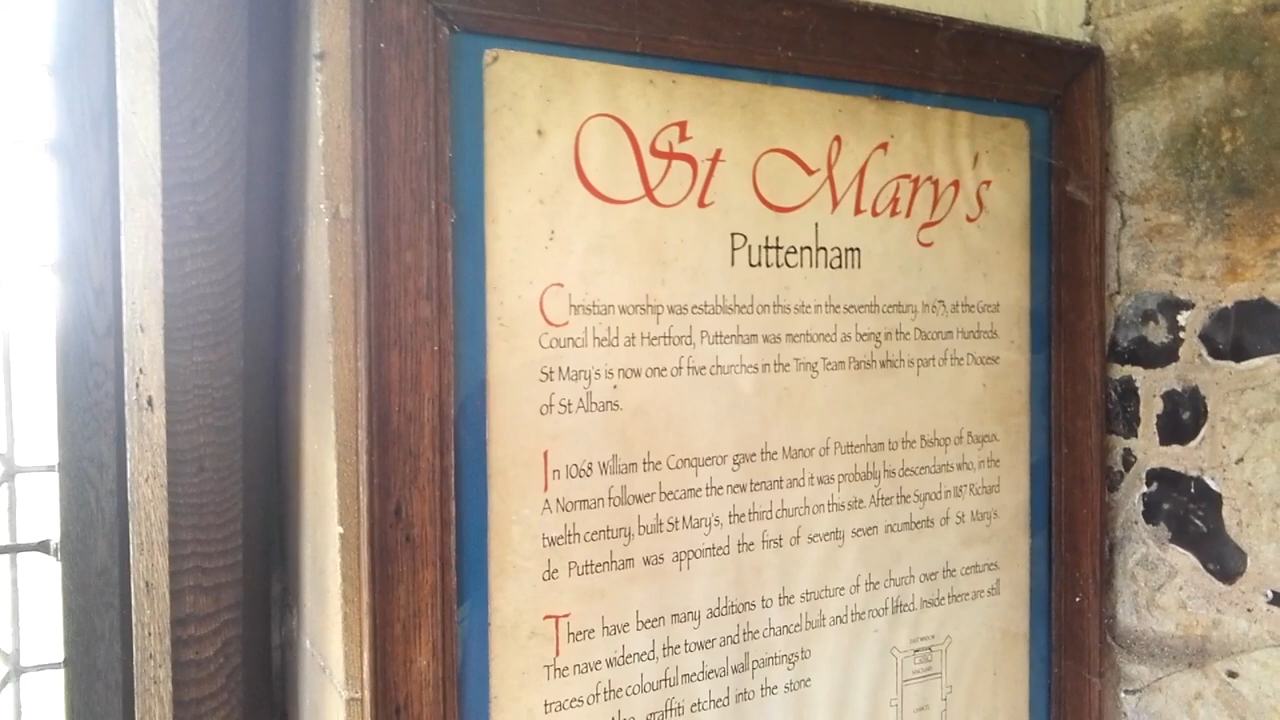 St Mary's
Puttenham
Christian worship was established on this site in the seventh century. In 673, at the Great
Council held at Hertford, Puttenham was mentioned as being in the Dacorum Hundreds.
St Mary's is now one of five churches in the Tring Team Parish which is part of the Diocese
of St Albans.
In 1068 William the Conqueror gave the Manor of Puttenham to the Bishop of Bayeux.
A Norman follower became the new tenant and it was probably his descendants who, in the
twelth century, built St Mary's, the third church on this site. After the Synod in 1187 Richard
de Puttenham was appointed the first of seventy seven incumbents of St Mary's.
There have been many additions to the structure of the church over the centuries.
The nave widened, the tower and the chancel built and the roof lifted. Inside there are still
traces of the colourful medieval wall paintings to
graffiti etched into the stone
EAST WINDOW
CHANCEL